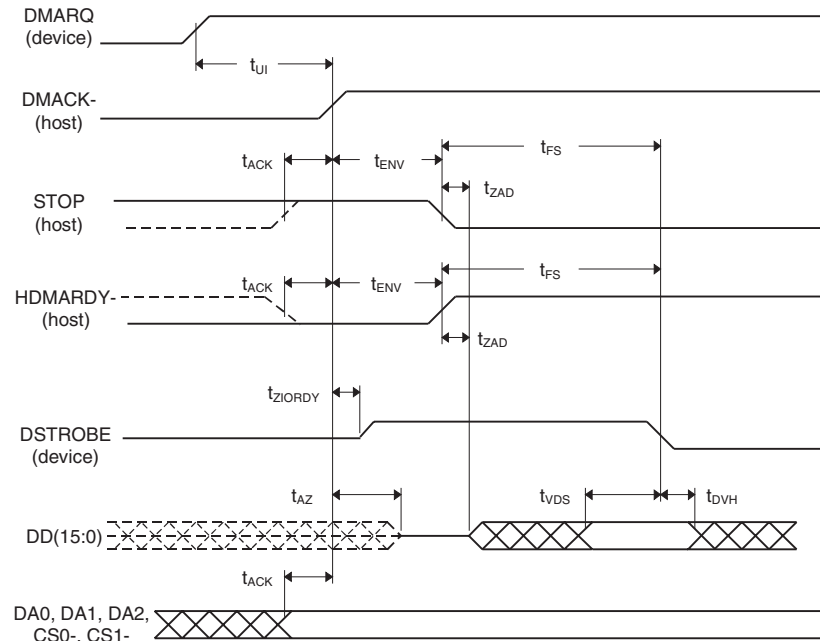 DMARQ
(device)
tUI
DMACK-
(host)
tACK
tENV
tFS
tZAD
STOP
(host)
tACK
tENV
tFS
HDMARDY-
(host)
tZAD
tZIORDY
DSTROBE
(device)
tAZ
tVDS
tDVH
DD(15:0)
tACK
DA0, DA1, DA2,
CS0-, CS1-